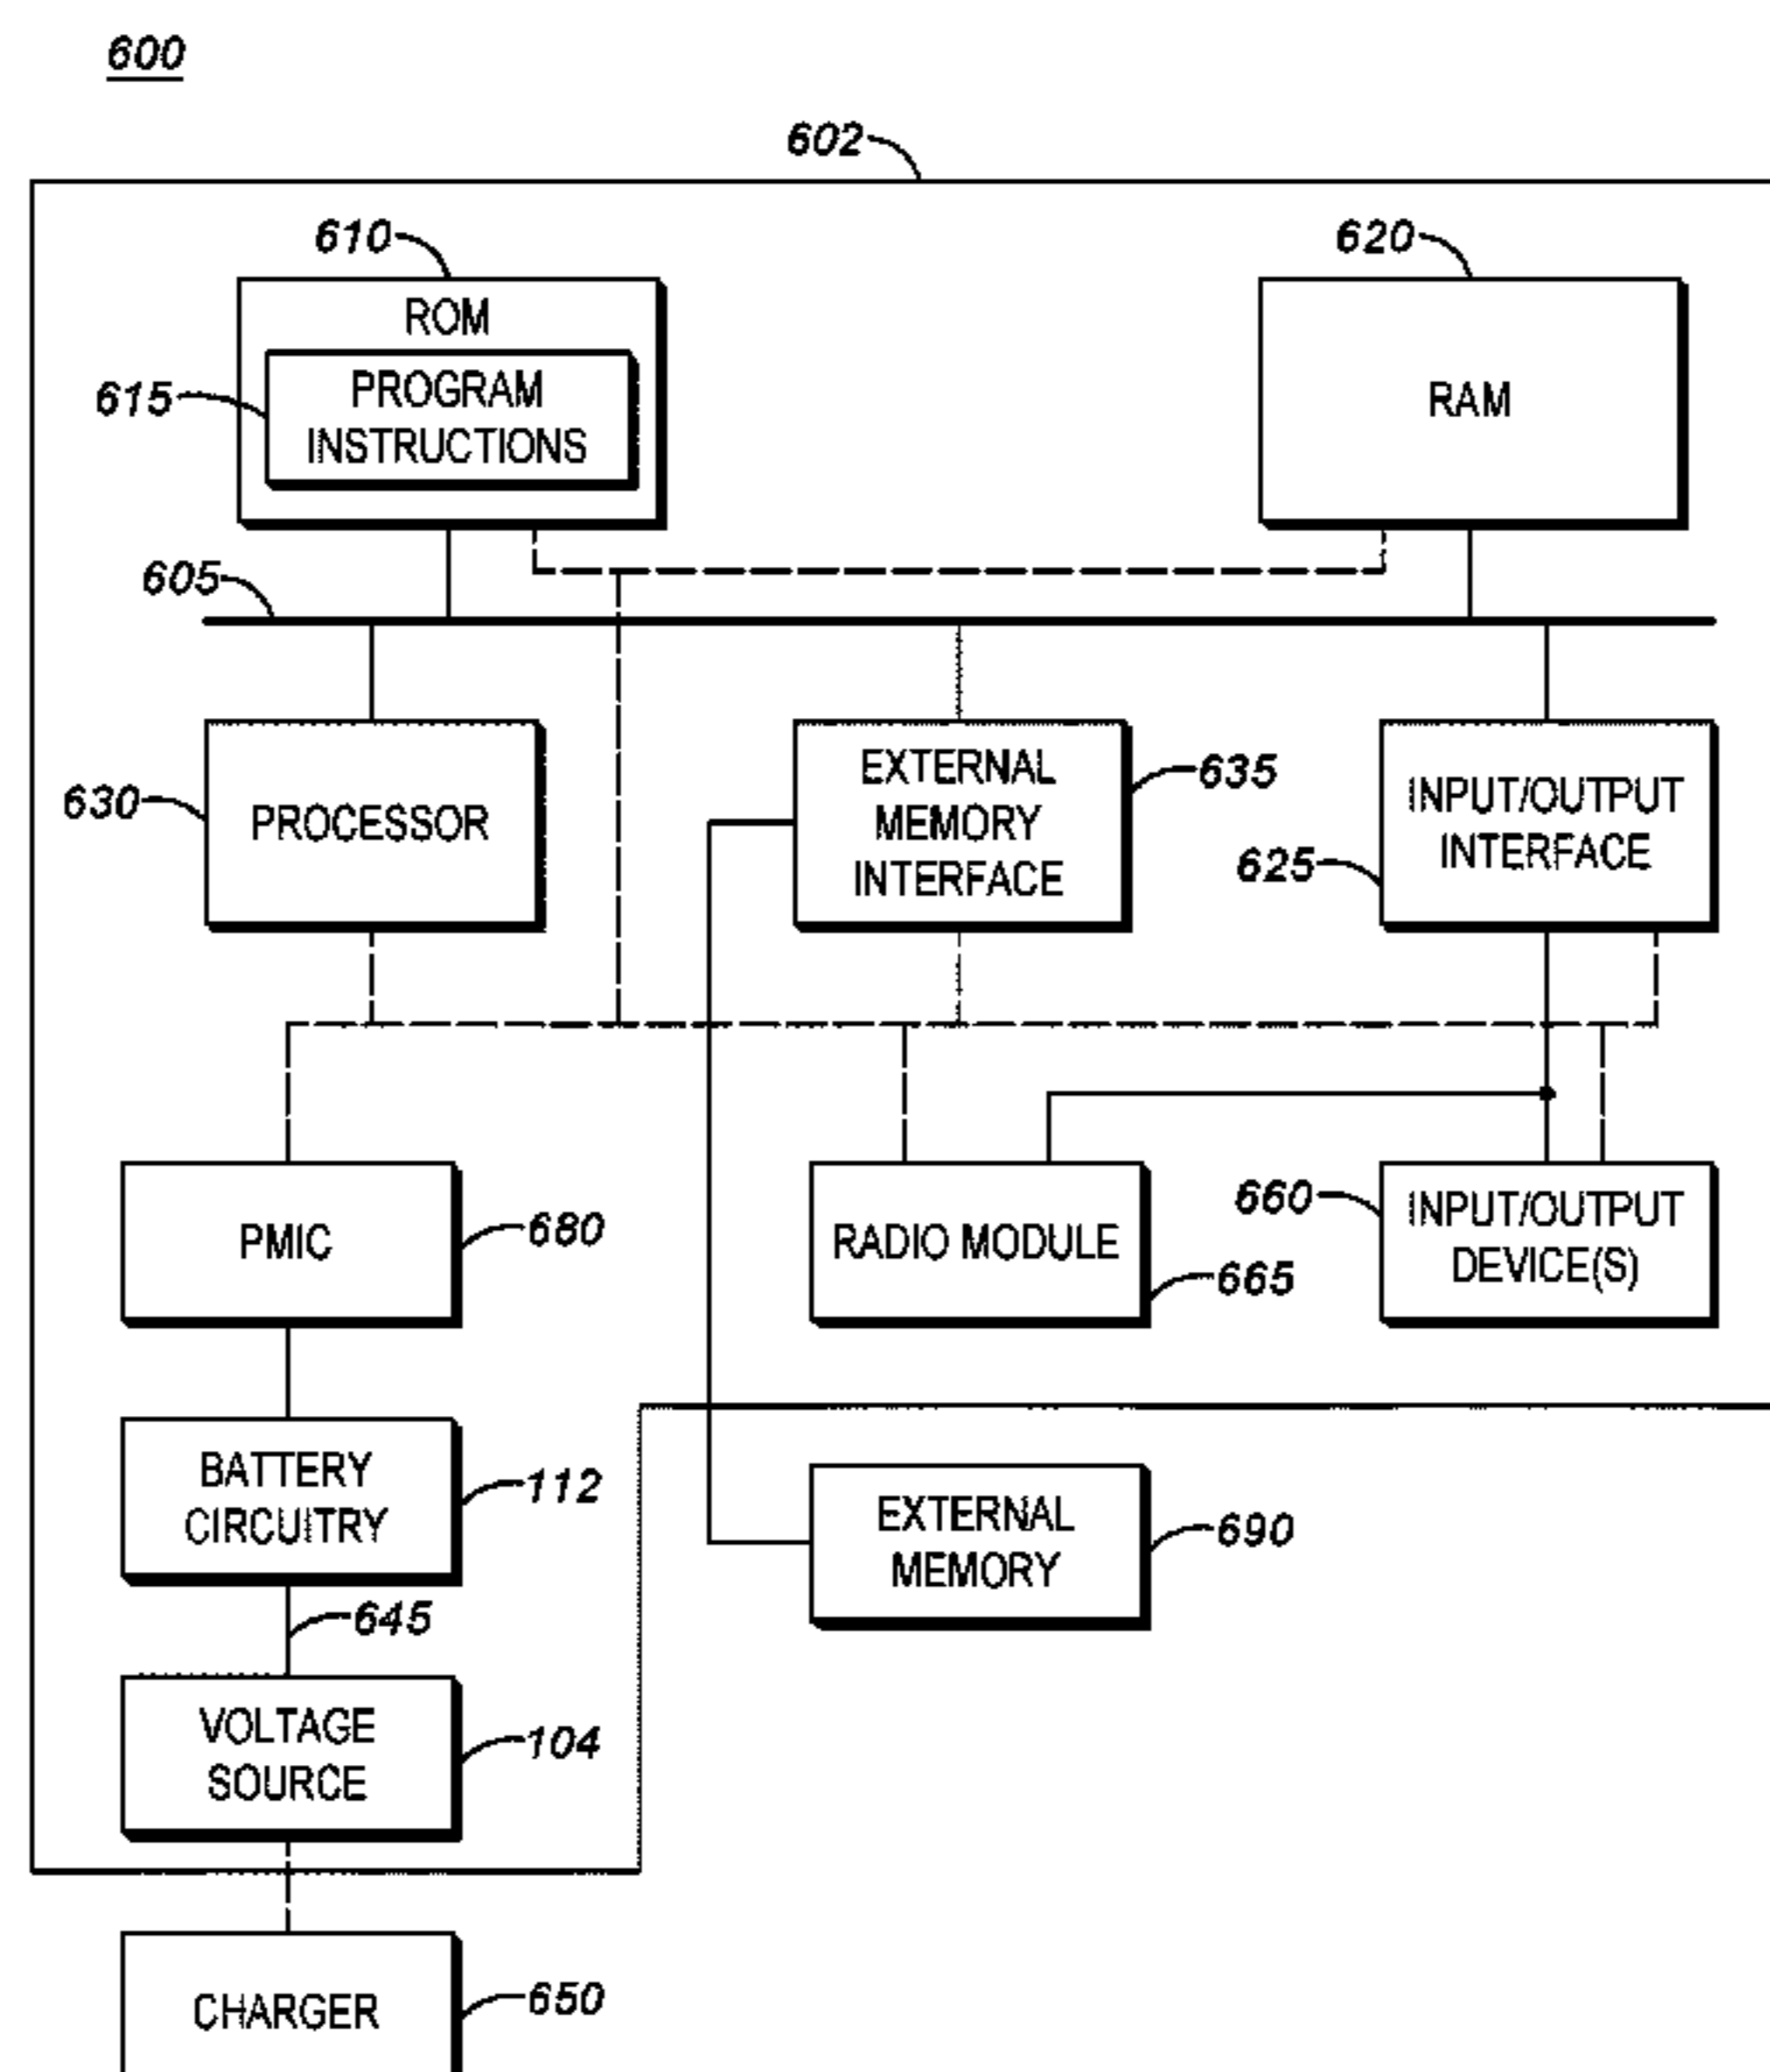 600
602
610
620
ROM
615
PROGRAM
INSTRUCTIONS
RAM
605
630
PROCESSOR
EXTERNAL
MEMORY
INTERFACE
635
INPUT/OUTPUT
INTERFACE
625
PMIC
680
RADIO MODULE
665
660
INPUT/OUTPUT
DEVICE(S)
BATTERY
CIRCUITRY
112
EXTERNAL
MEMORY
690
645
VOLTAGE
SOURCE
104
CHARGER
650